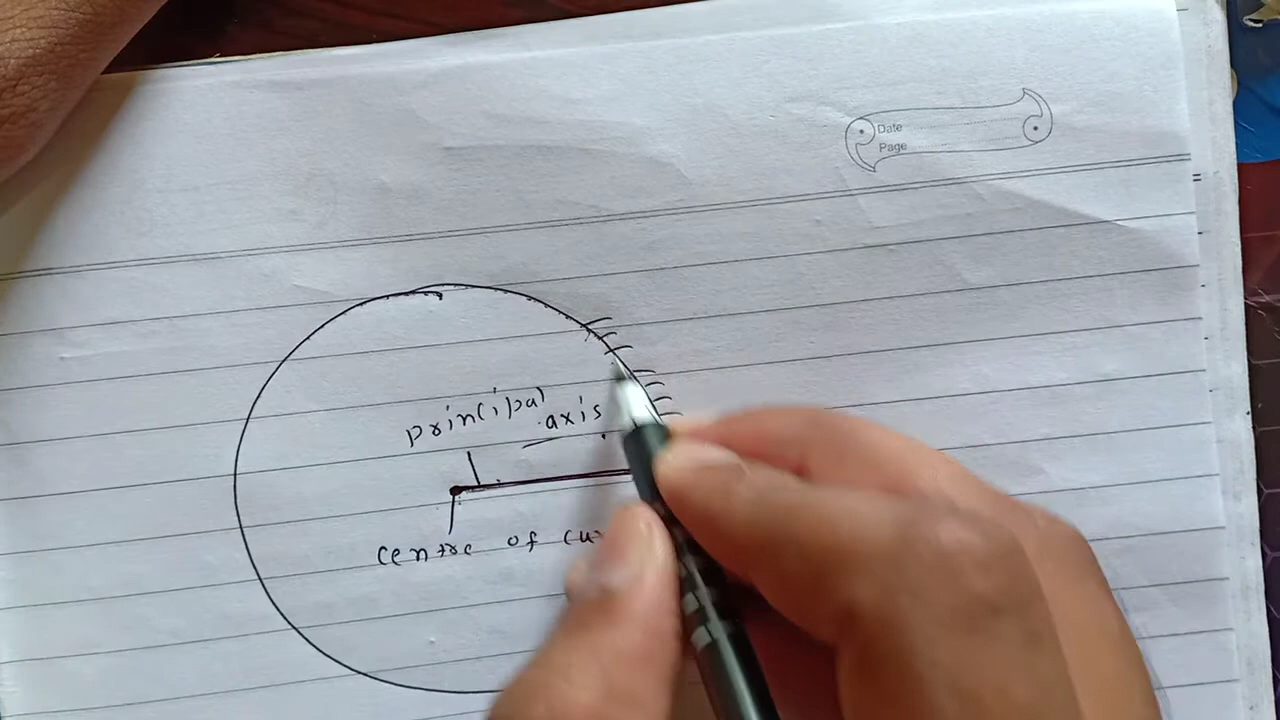 Date
Page
principal
axis
centre of